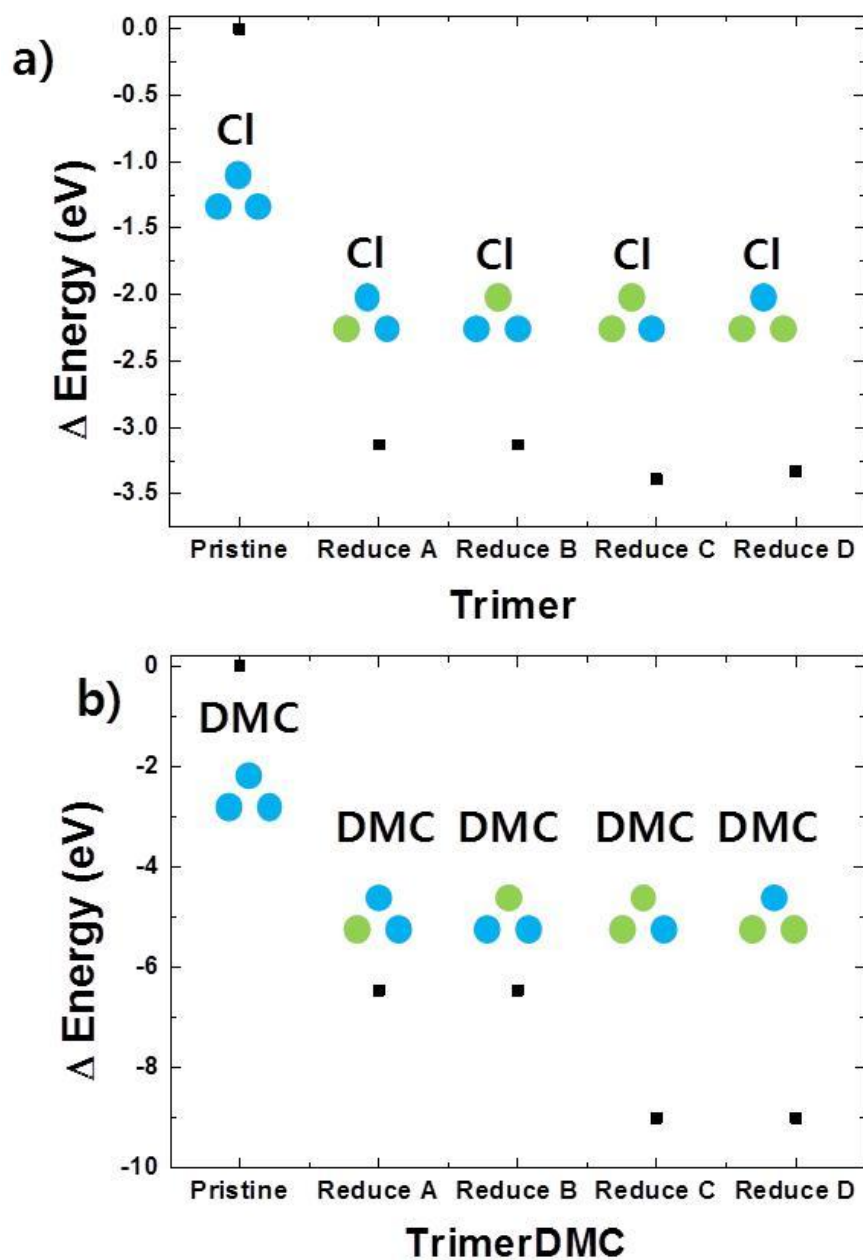 a)
Δ Energy (eV)
0.0
-0.5
-1.0
-1.5
-2.0
-2.5
-3.0
-3.5
Cl
Cl Cl Cl Cl
Pristine Reduce A Reduce B Reduce C Reduce D
Trimer
b)
Δ Energy (eV)
0
-2
-4
-6
-8
-10
DMC
DMC DMC DMC DMC
Pristine Reduce A Reduce B Reduce C Reduce D
TrimerDMC